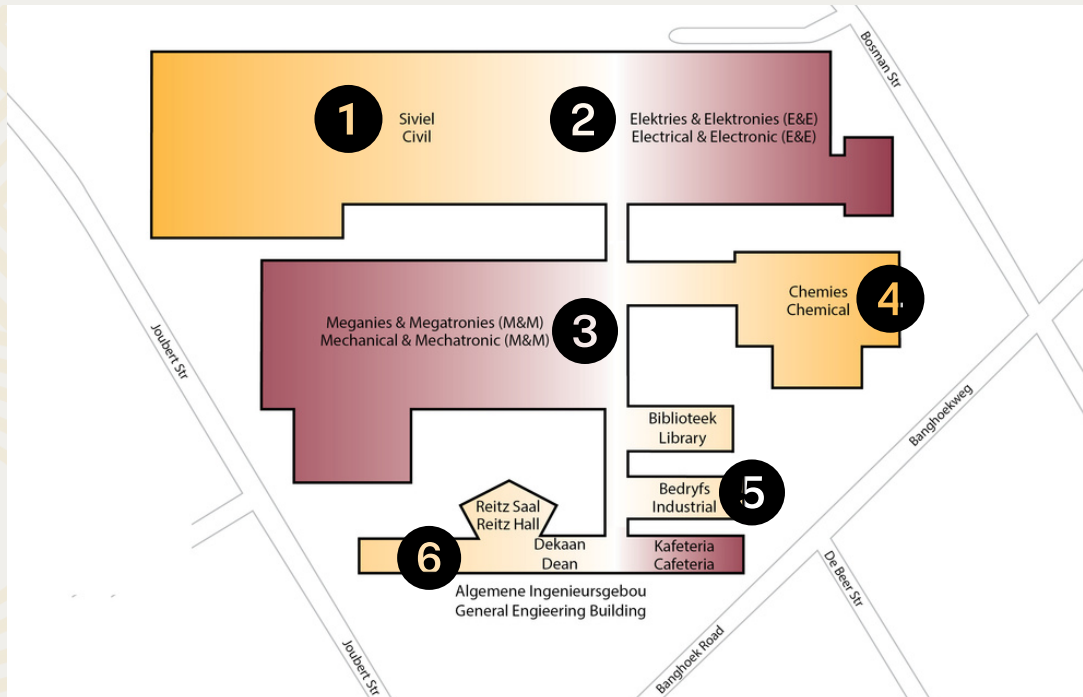 Bosman Str
1
Siviel
Civil
2
Elektries & Elektronies (E&E)
Electrical & Electronic (E&E)
Chemies
Chemical
4
Meganies & Megatronies (M&M)
Mechanical & Mechatronic (M&M)
3
Joubert Str
Biblioteek
Library
Banghoekweg
Bedryfs
Industrial
5
Reitz Saal
Reitz Hall
6
Dekaan
Dean
Kafeteria
Cafeteria
De Beer Str
Algemene Ingenieursgebou
General Engieering Building
Joubert Str
Banghoek Road